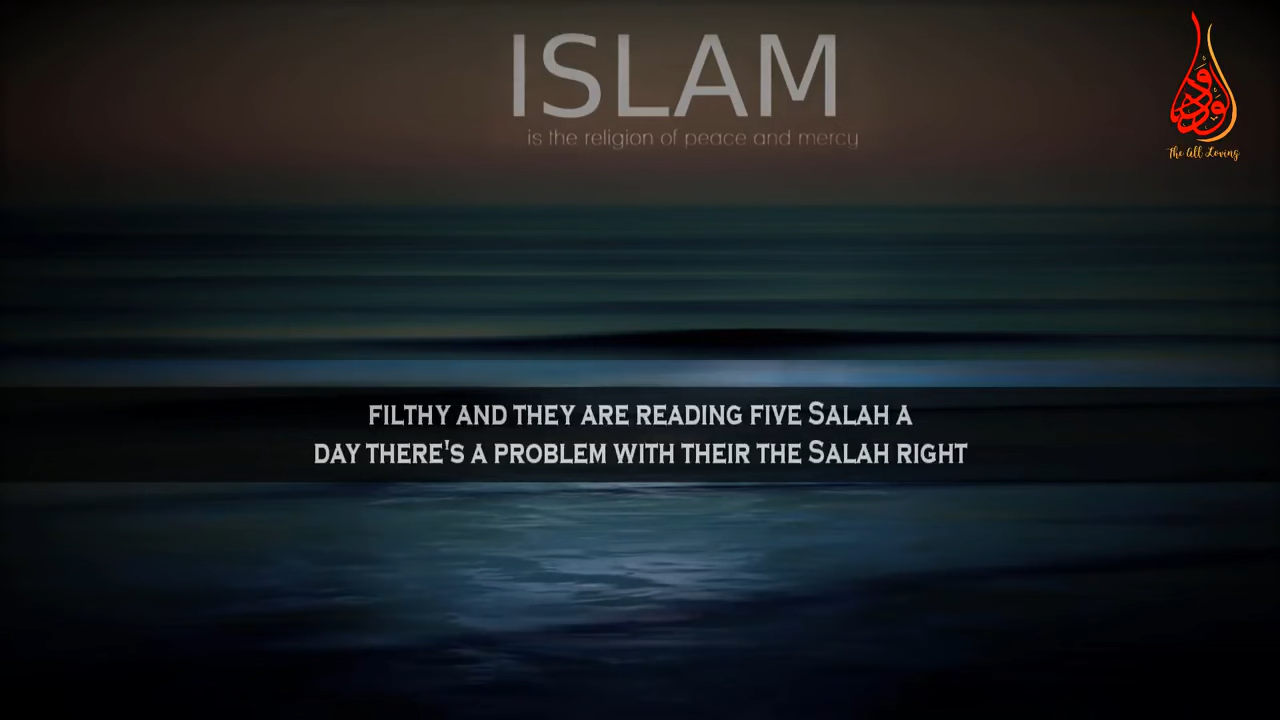 ISLAM
is the religion of peace and mercy
الودود
The All Loving
FILTHY AND THEY ARE READING FIVE SALAH A
DAY THERE'S A PROBLEM WITH THEIR THE SALAH RIGHT